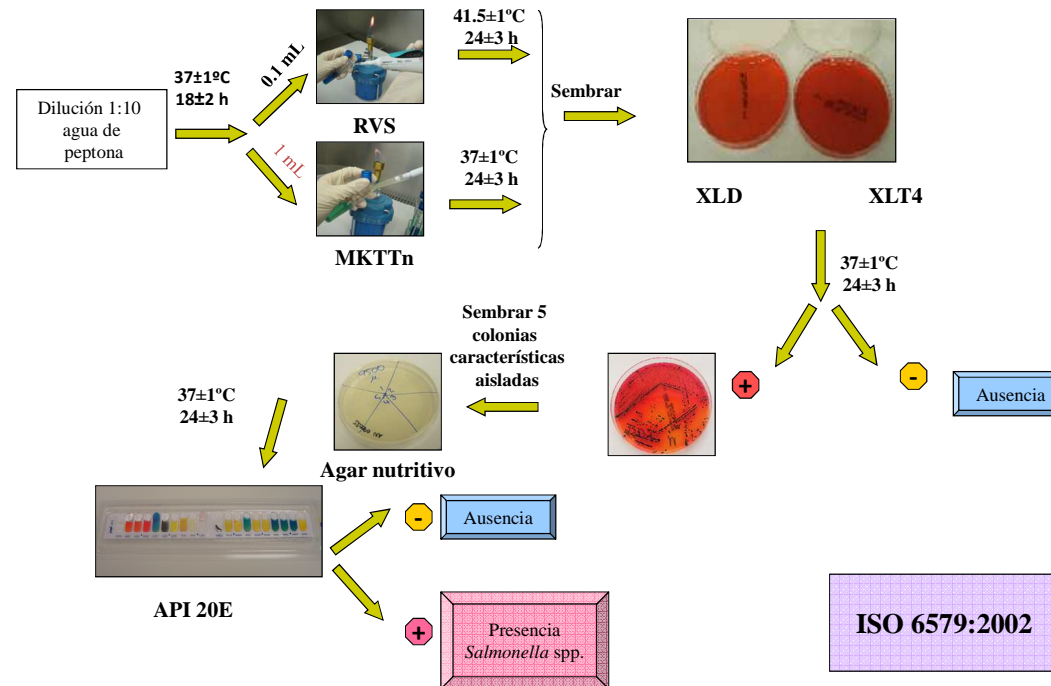 Dilución 1:10
agua de
peptona
37±1ºC
18±2 h
0.1 mL
1 mL
RVS
MKTTn
41.5±1ºC
24±3 h
37±1ºC
24±3 h
Sembrar
XLD
XLT4
37±1ºC
24±3 h
+
-
Ausencia
Sembrar 5
colonias
características
aisladas
Agar nutritivo
37±1ºC
24±3 h
API 20E
-
Ausencia
+
Presencia
Salmonella spp.
ISO 6579:2002